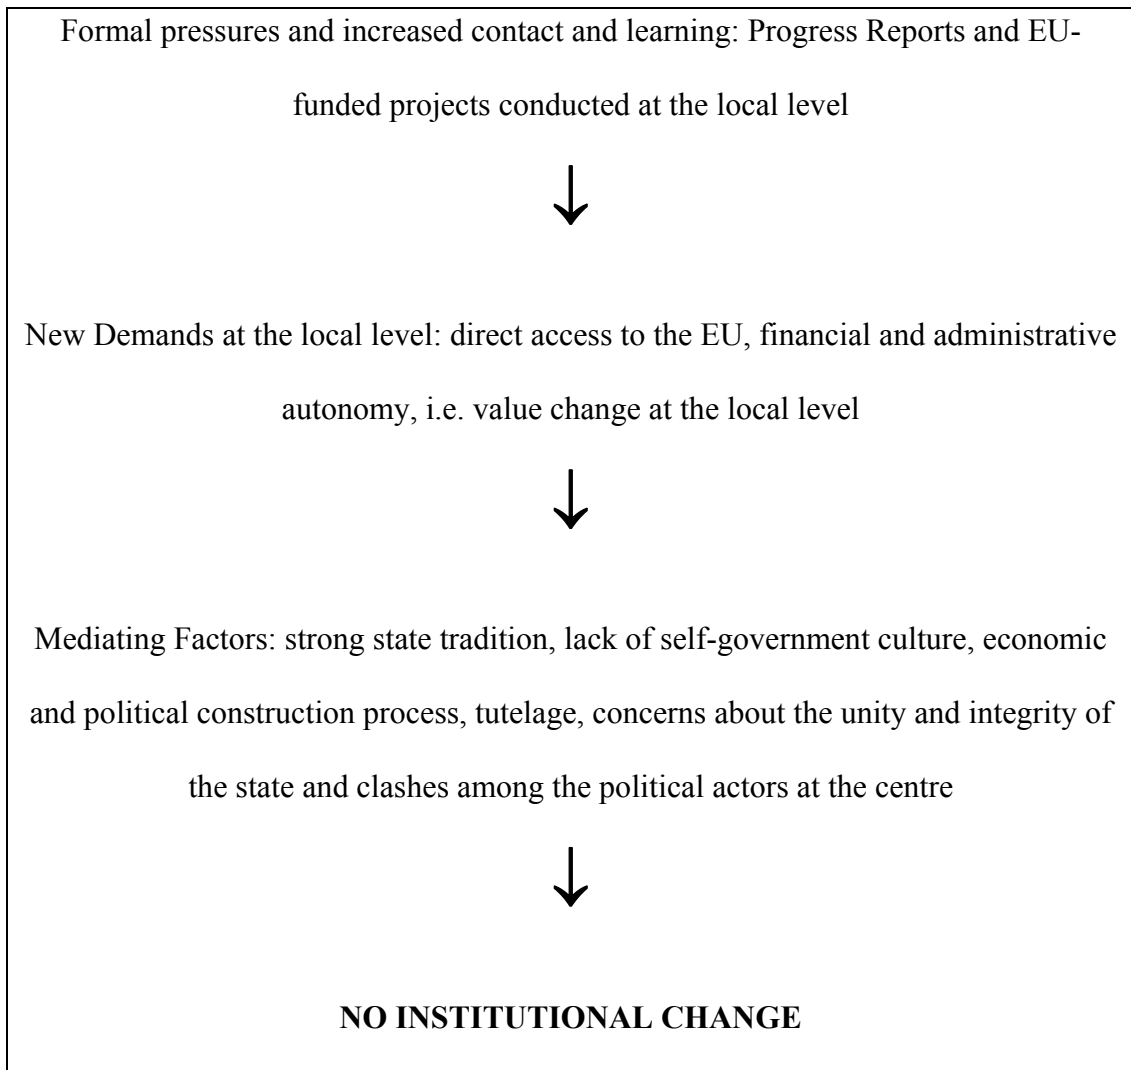 Formal pressures and increased contact and learning: Progress Reports and EU-
funded projects conducted at the local level
↓
New Demands at the local level: direct access to the EU, financial and administrative
autonomy, i.e. value change at the local level
↓
Mediating Factors: strong state tradition, lack of self-government culture, economic
and political construction process, tutelage, concerns about the unity and integrity of
the state and clashes among the political actors at the centre
↓
NO INSTITUTIONAL CHANGE